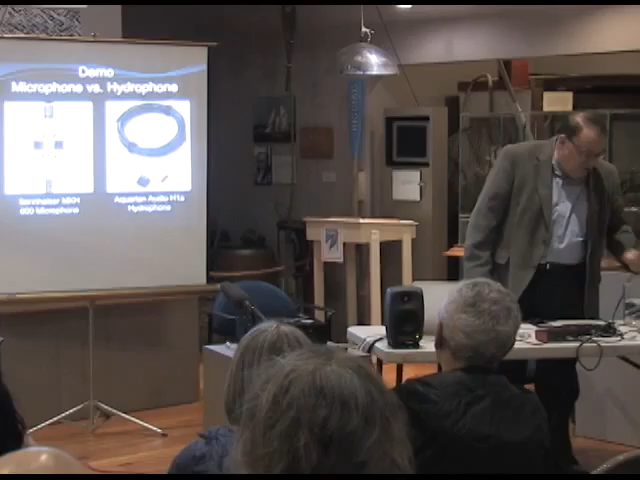 Demo
Microphone vs. Hydrophone
Sennheiser MKH
800 Microphone
Aquarian Audio H1a
Hydrophone